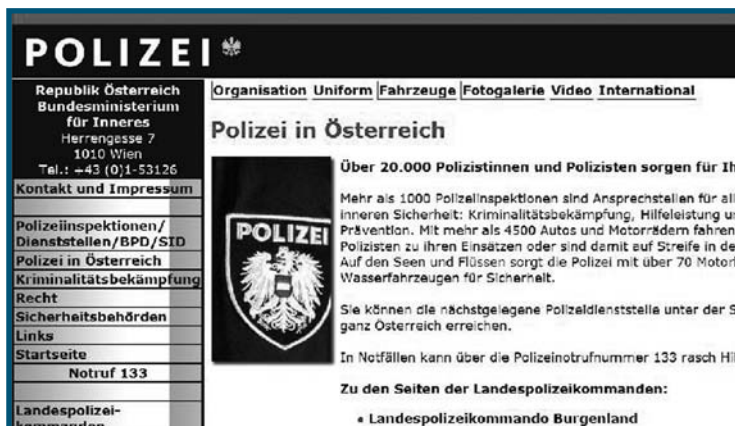 POLIZEI
Republik Österreich
Bundesministerium
für Inneres
Herrengasse 7
1010 Wien
Tel.: +43 (0)1-53126
Kontakt und Impressum
Polizeiinspektionen/
Dienststellen/BPD/SID
Polizei in Österreich
Kriminalitätsbekämpfung
Recht
Sicherheitsbehörden
Links
Startseite
Notruf 133
Landespolizei-
kommanden
Organisation Uniform Fahrzeuge Fotogalerie Video International
Polizei in Österreich
POLIZEI
Über 20.000 Polizistinnen und Polizisten sorgen für
Mehr als 1000 Polizeiinspektionen sind Ansprechstellen für
inneren Sicherheit: Kriminalitätsbekämpfung, Hilfeleistung
Prävention. Mit mehr als 4500 Autos und Motorrädern fahren
Polizisten zu ihren Einsätzen oder sind damit auf Streife in
Auf den Seen und Flüssen sorgt die Polizei mit über 70
Wasserfahrzeugen für Sicherheit.
Sie können die nächstgelegene Polizeidienststelle unter der
ganz Österreich erreichen.
In Notfällen kann über die Polizeinotrufnummer 133 rasch
Zu den Seiten der Landespolizeikommanden:
• Landespolizeikommando Burgenland